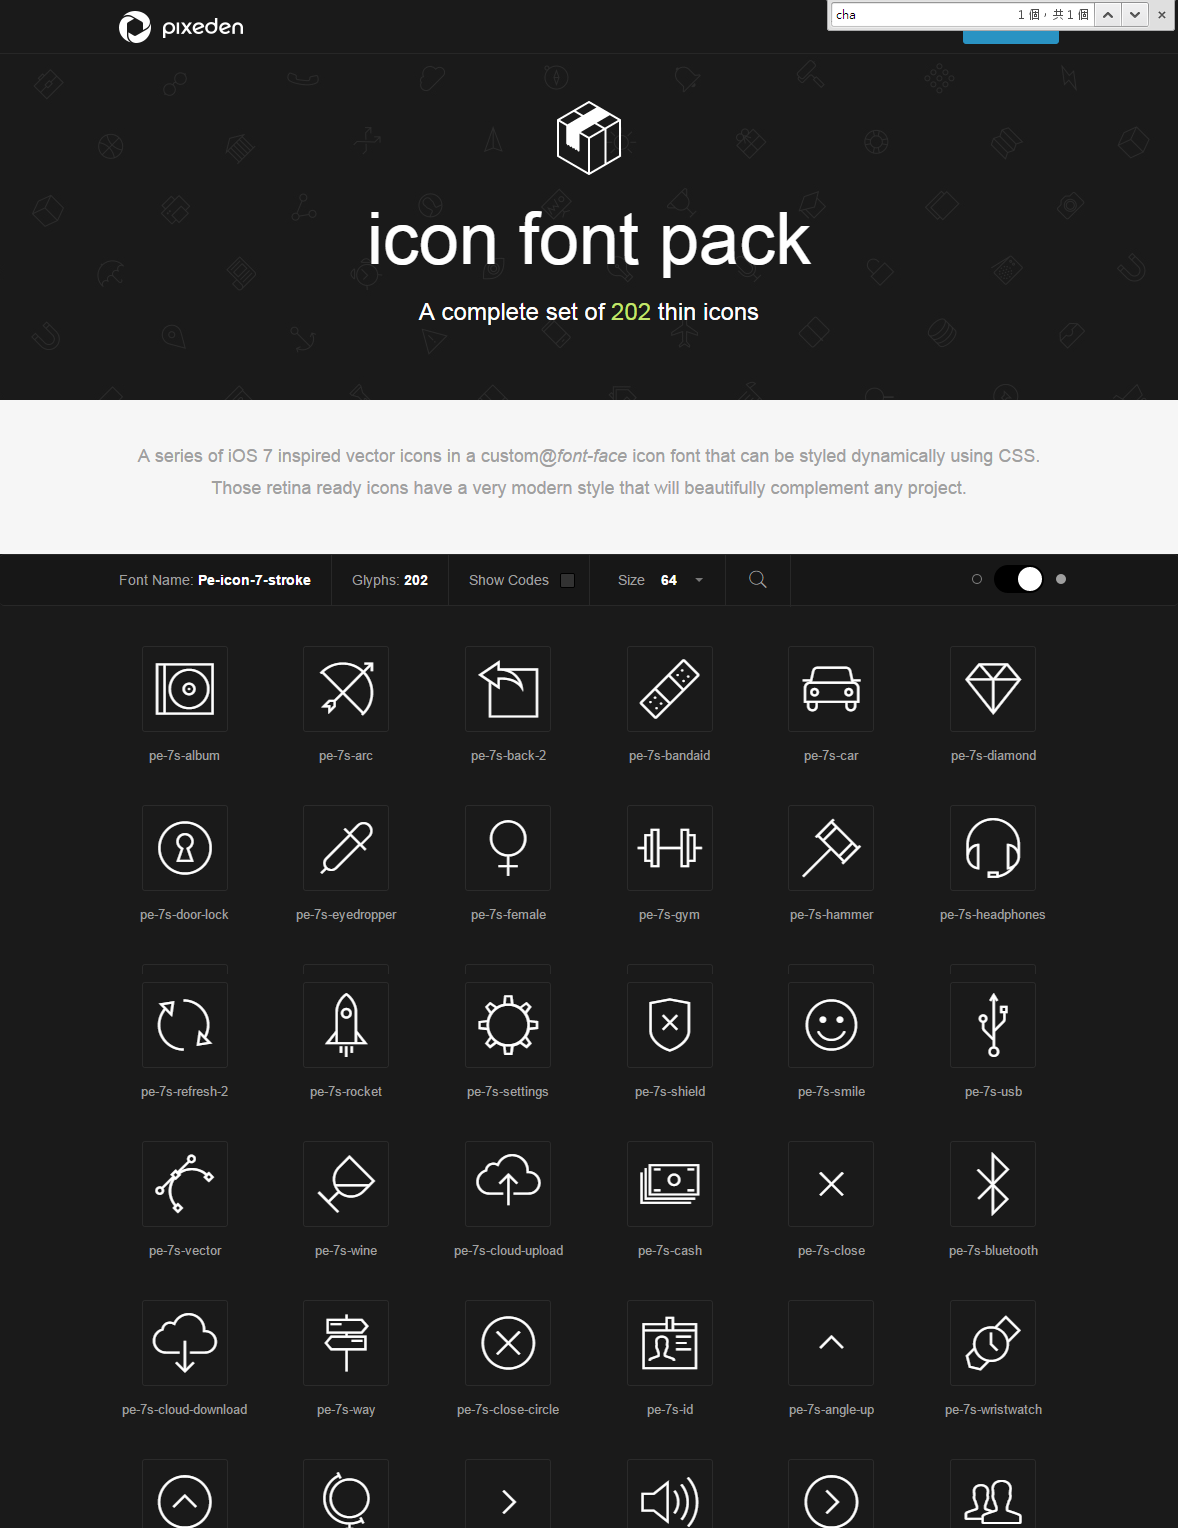 pixeden
cha
1 個，共 1 個
icon font pack
A complete set of 202 thin icons
A series of iOS 7 inspired vector icons in a custom@font-face icon font that can be styled dynamically using CSS.
Those retina ready icons have a very modern style that will beautifully complement any project.
Font Name: Pe-icon-7-stroke
Glyphs: 202
Show Codes
Size 64
pe-7s-album
pe-7s-arc
pe-7s-back-2
pe-7s-bandaid
pe-7s-car
pe-7s-diamond
pe-7s-door-lock
pe-7s-eyedropper
pe-7s-female
pe-7s-gym
pe-7s-hammer
pe-7s-headphones
pe-7s-refresh-2
pe-7s-rocket
pe-7s-settings
pe-7s-shield
pe-7s-smile
pe-7s-usb
pe-7s-vector
pe-7s-wine
pe-7s-cloud-upload
pe-7s-cash
pe-7s-close
pe-7s-bluetooth
pe-7s-cloud-download
pe-7s-way
pe-7s-close-circle
pe-7s-id
pe-7s-angle-up
pe-7s-wristwatch